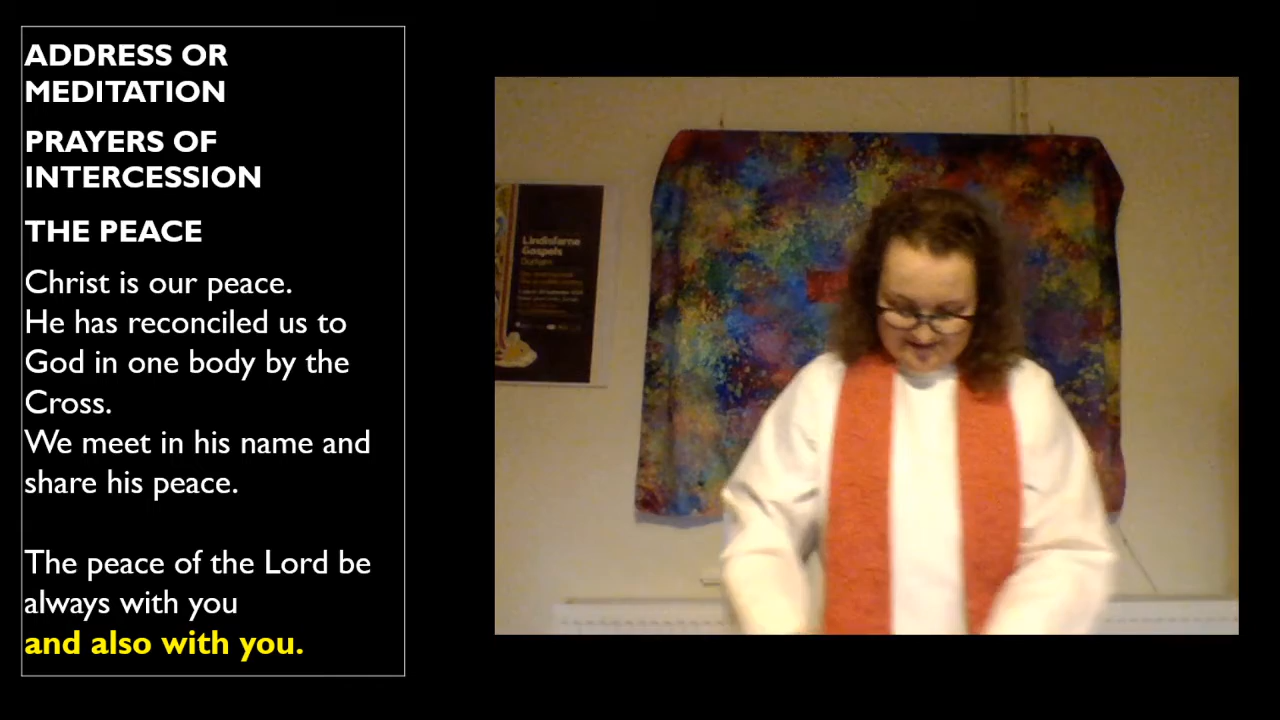 ADDRESS OR
MEDITATION
PRAYERS OF
INTERCESSION
THE PEACE
Christ is our peace.
He has reconciled us to
God in one body by the
Cross.
We meet in his name and
share his peace.
The peace of the Lord be
always with you
and also with you.
Lindisfarne
Gospels
Durham